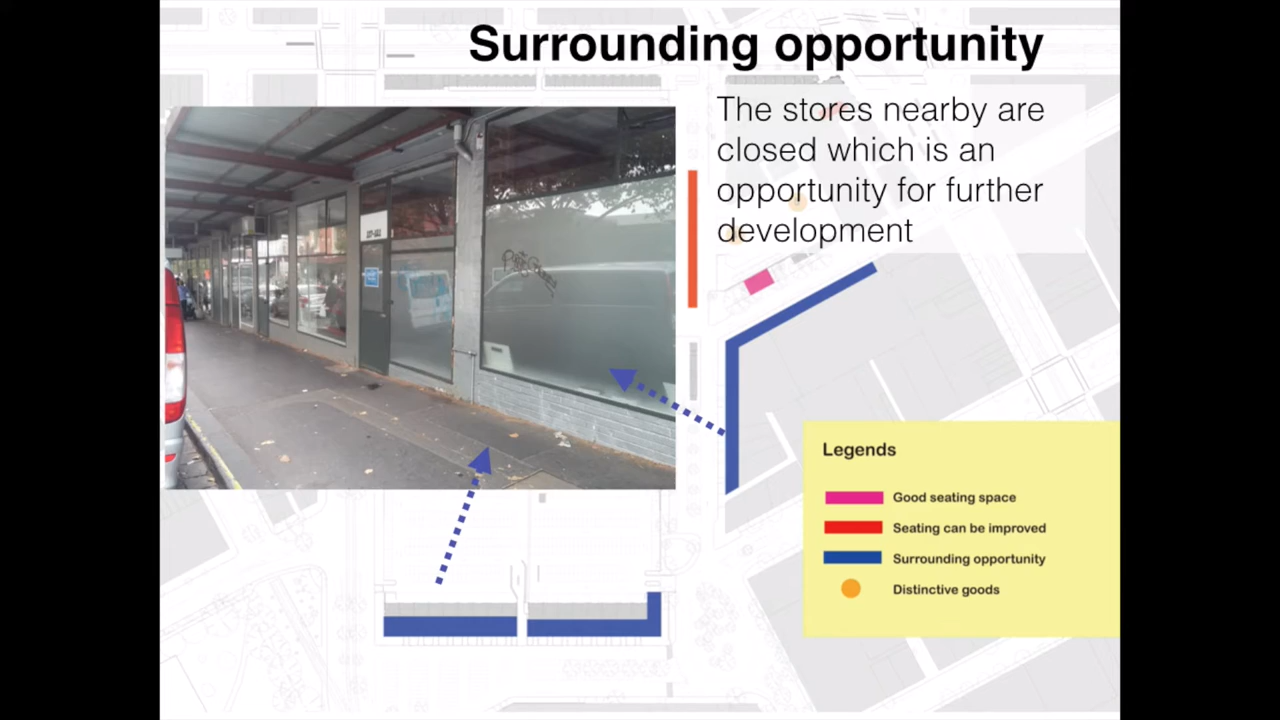 Surrounding opportunity
The stores nearby are
closed which is an
opportunity for further
development
Legends
Good seating space
Seating can be improved
Surrounding opportunity
Distinctive goods